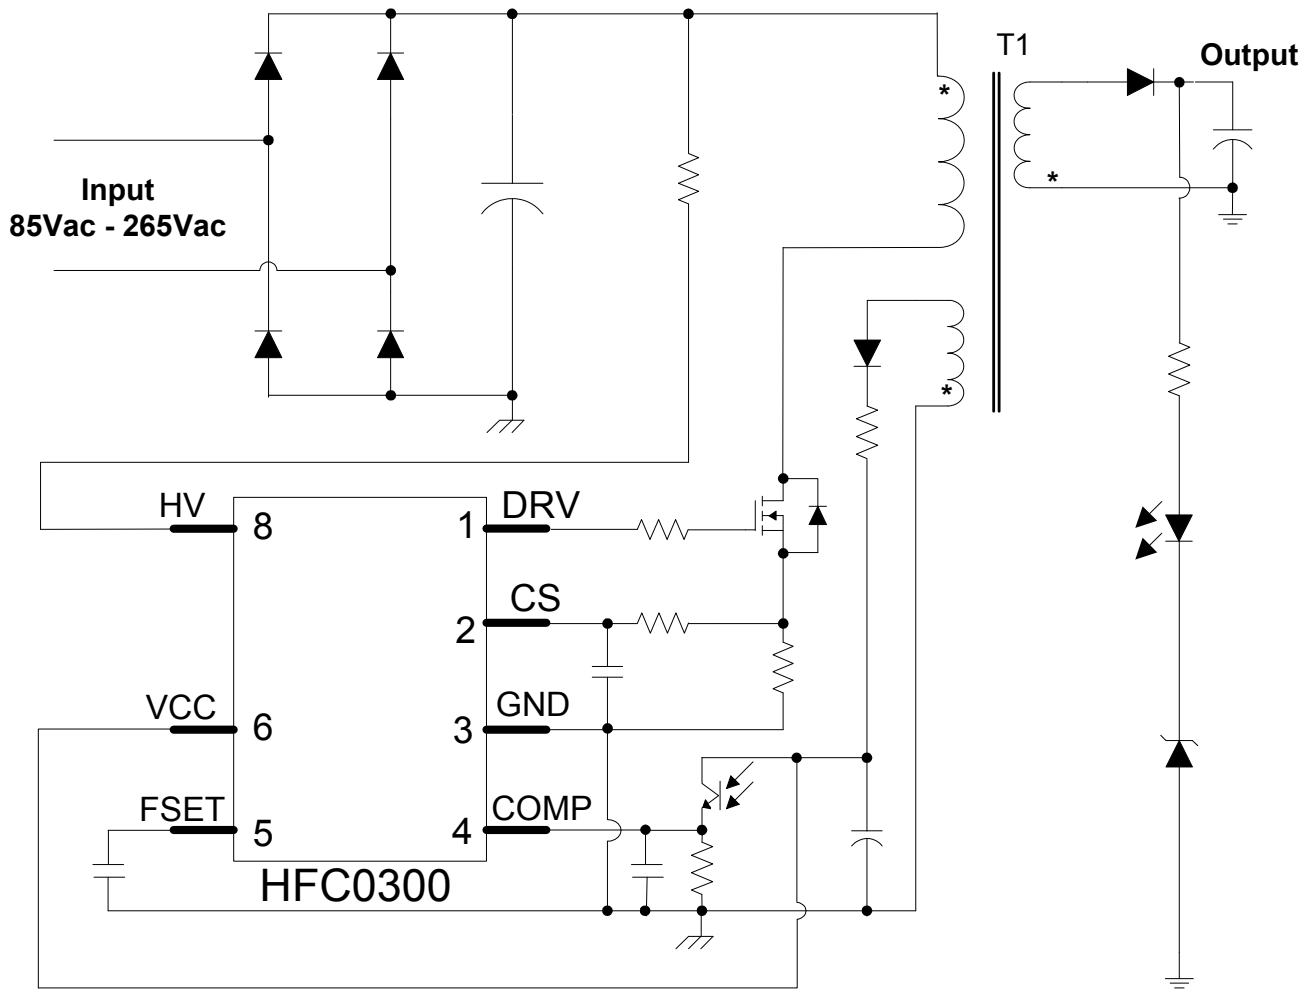 T1
Output
*
*
Input
85Vac - 265Vac
*
HV
8
1
DRV
2
CS
VCC
6
3
GND
FSET
5
4
COMP
HFC0300